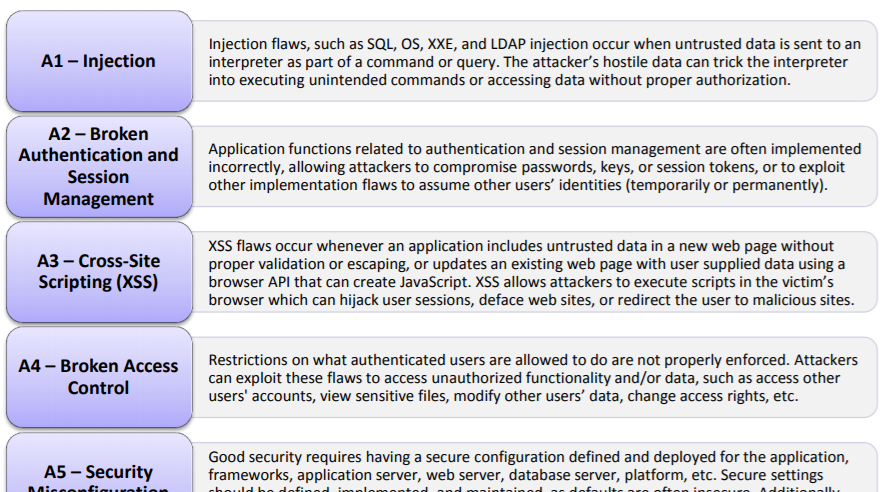 A1 – Injection
Injection flaws, such as SQL, OS, XXE, and LDAP injection occur when untrusted data is sent to an
interpreter as part of a command or query. The attacker’s hostile data can trick the interpreter
into executing unintended commands or accessing data without proper authorization.
A2 – Broken
Authentication and
Session
Management
Application functions related to authentication and session management are often implemented
incorrectly, allowing attackers to compromise passwords, keys, or session tokens, or to exploit
other implementation flaws to assume other users’ identities (temporarily or permanently).
A3 – Cross-Site
Scripting (XSS)
XSS flaws occur whenever an application includes untrusted data in a new web page without
proper validation or escaping, or updates an existing web page with user supplied data using a
browser API that can create JavaScript. XSS allows attackers to execute scripts in the victim’s
browser which can hijack user sessions, deface web sites, or redirect the user to malicious sites.
A4 – Broken Access
Control
Restrictions on what authenticated users are allowed to do are not properly enforced. Attackers
can exploit these flaws to access unauthorized functionality and/or data, such as access other
users' accounts, view sensitive files, modify other users’ data, change access rights, etc.
A5 – Security
Misconfiguration
Good security requires having a secure configuration defined and deployed for the application,
frameworks, application server, web server, database server, platform, etc. Secure settings
should be defined, implemented, and maintained, as defaults are often insecure. Additionally,